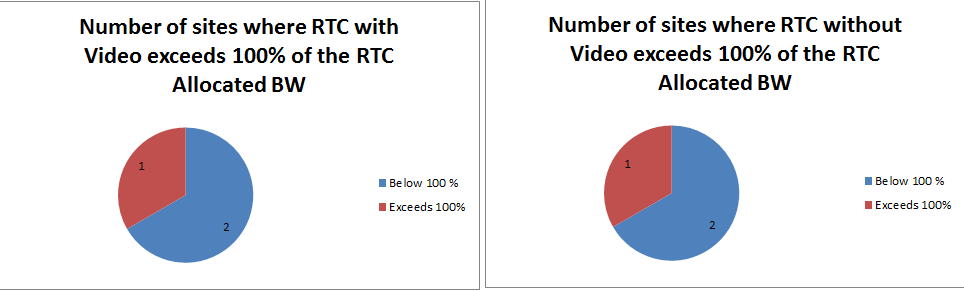 Number of sites where RTC with
Video exceeds 100% of the RTC
Allocated BW
1
2
Below 100 %
Exceeds 100%
Number of sites where RTC without
Video exceeds 100% of the RTC
Allocated BW
1
2
Below 100 %
Exceeds 100%